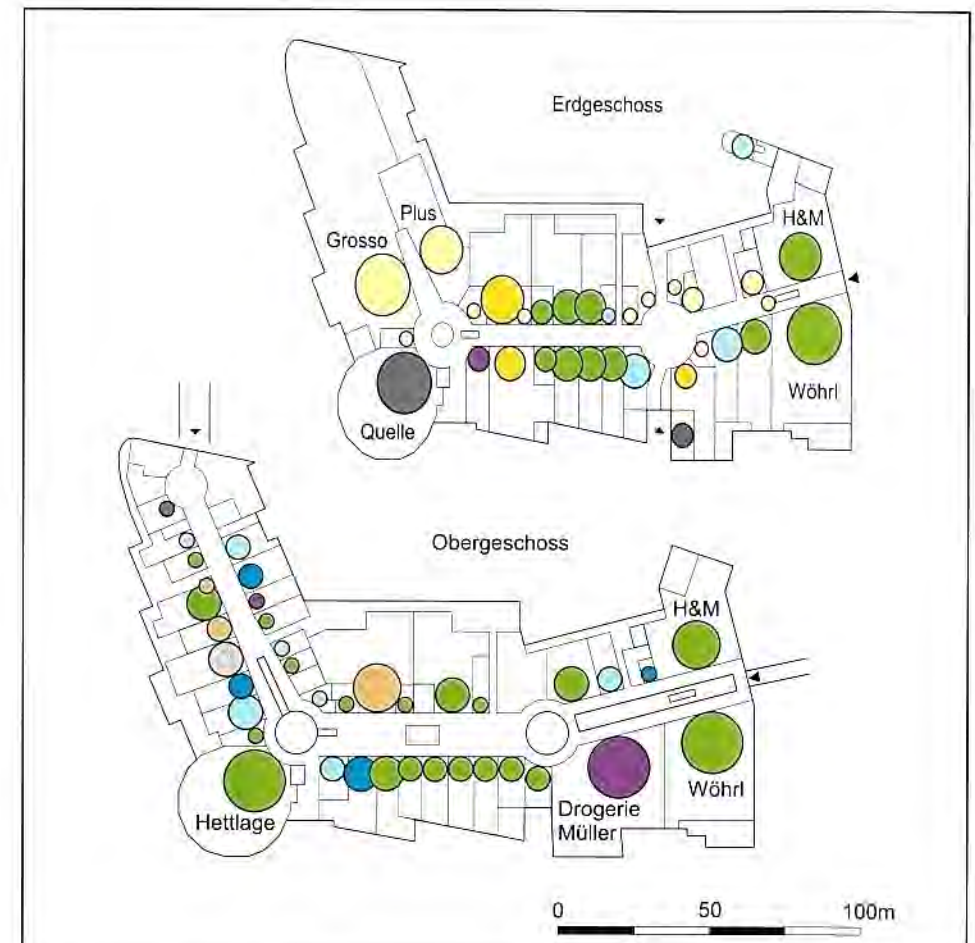 Erdgeschoss
Plus
H&M
Grosso
Wöhrl
Quelle
Obergeschoss
H&M
Wöhrl
Drogerie
Müller
Hettlage
0 50 100m